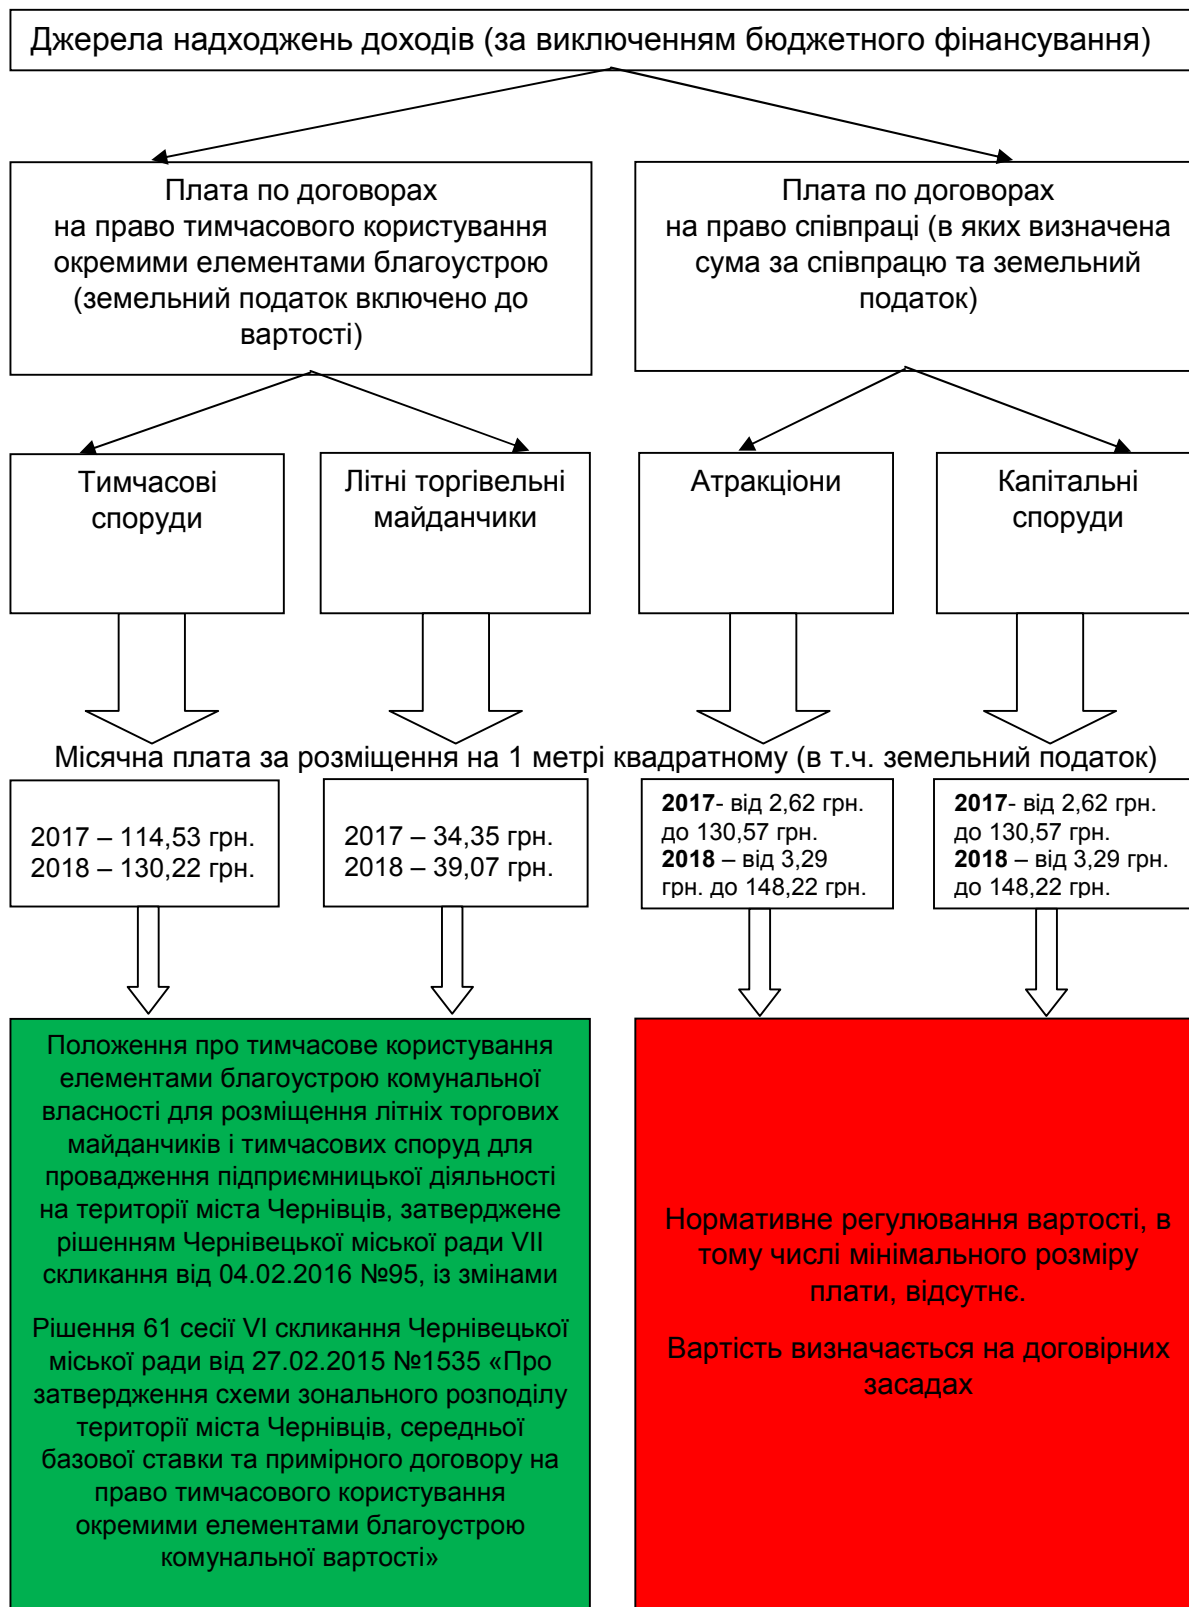 Джерела надходжень доходів (за виключенням бюджетного фінансування)
Плата по договорах
на право тимчасового користування
окремими елементами благоустрою
(земельний податок включено до
вартості)
Плата по договорах
на право співпраці (в яких визначена
сума за співпрацю та земельний
податок)
Тимчасові
споруди
Літні торгівельні
майданчики
Атракціони
Капітальні
споруди
Місячна плата за розміщення на 1 метрі квадратному (в т.ч. земельний податок)
2017 – 114,53 грн.
2018 – 130,22 грн.
2017 – 34,35 грн.
2018 – 39,07 грн.
2017- від 2,62 грн.
до 130,57 грн.
2018 – від 3,29
грн. до 148,22 грн.
2017- від 2,62 грн.
до 130,57 грн.
2018 – від 3,29 грн.
до 148,22 грн.
Положення про тимчасове користування
елементами благоустрою комунальної
власності для розміщення літніх торгових
майданчиків і тимчасових споруд для
провадження підприємницької діяльності
на території міста Чернівців, затверджене
рішенням Чернівецької міської ради VII
скликання від 04.02.2016 №95, із змінами
Рішення 61 сесії VI скликання Чернівецької
міської ради від 27.02.2015 №1535 «Про
затвердження схеми зонального розподілу
території міста Чернівців, середньої
базової ставки та примірного договору на
право тимчасового користування
окремими елементами благоустрою
комунальної вартості»
Нормативне регулювання вартості, в
тому числі мінімального розміру
плати, відсутнє.
Вартість визначається на договірних
засадах